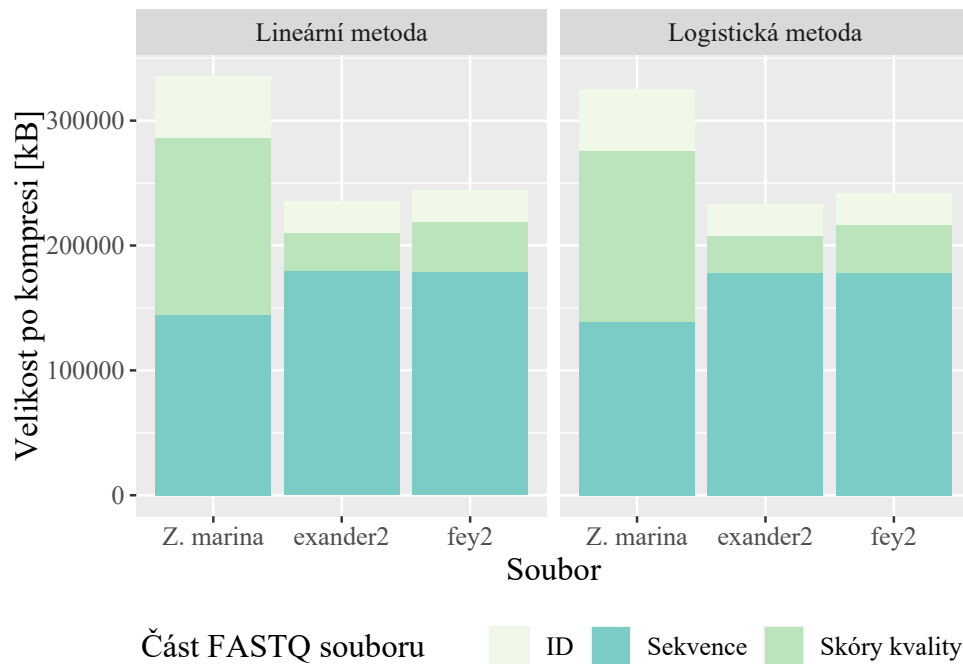 Lineární metoda
Logistická metoda
Velikost po kompresi [kB]
300000
200000
100000
0
Z. marina exander2 fey2
Z. marina exander2 fey2
Soubor
Část FASTQ souboru ID Sekvence Skóry kvality